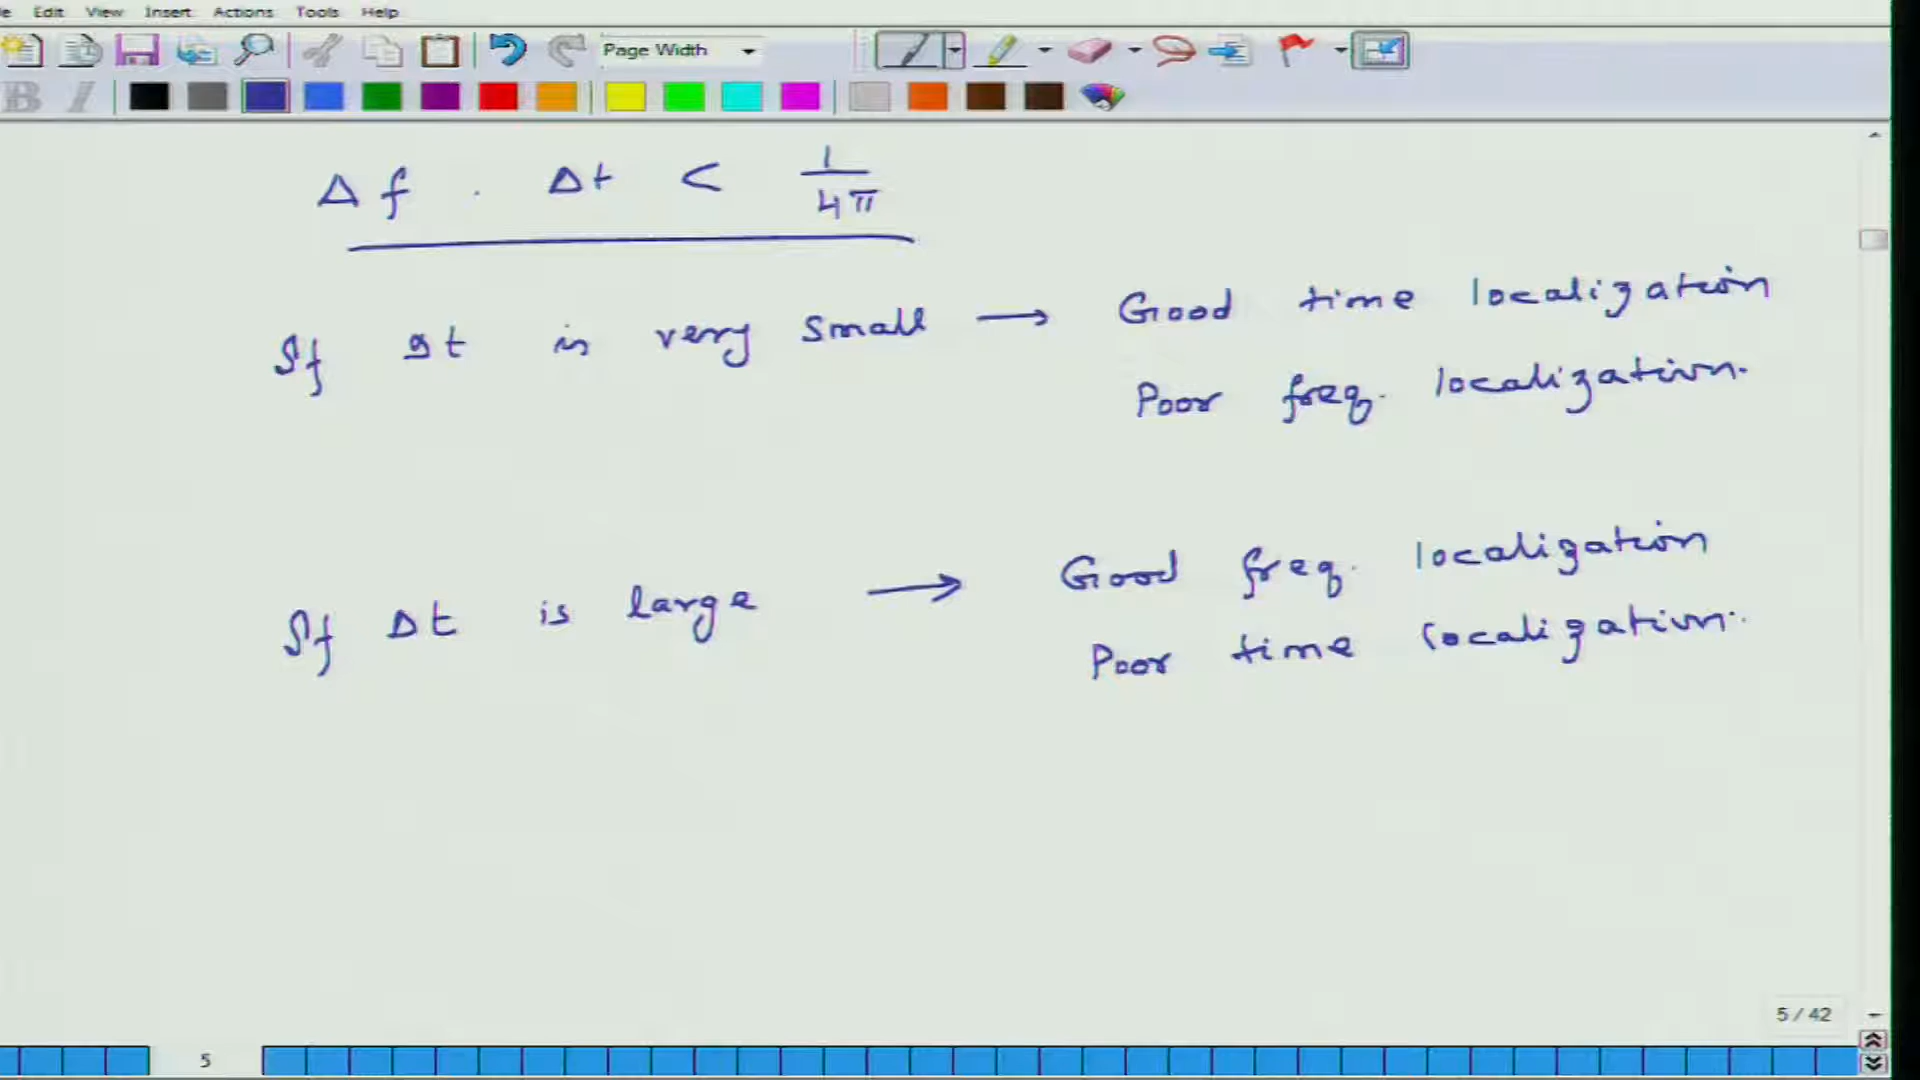 Edit View Insert Actions Tools Help
Page Width
B I
Δf . Δt < 1/4π
If Δt is very small → Good time localization
Poor freq. localization.
If Δt is large → Good freq. localization
Poor time localization.
5 / 42
5